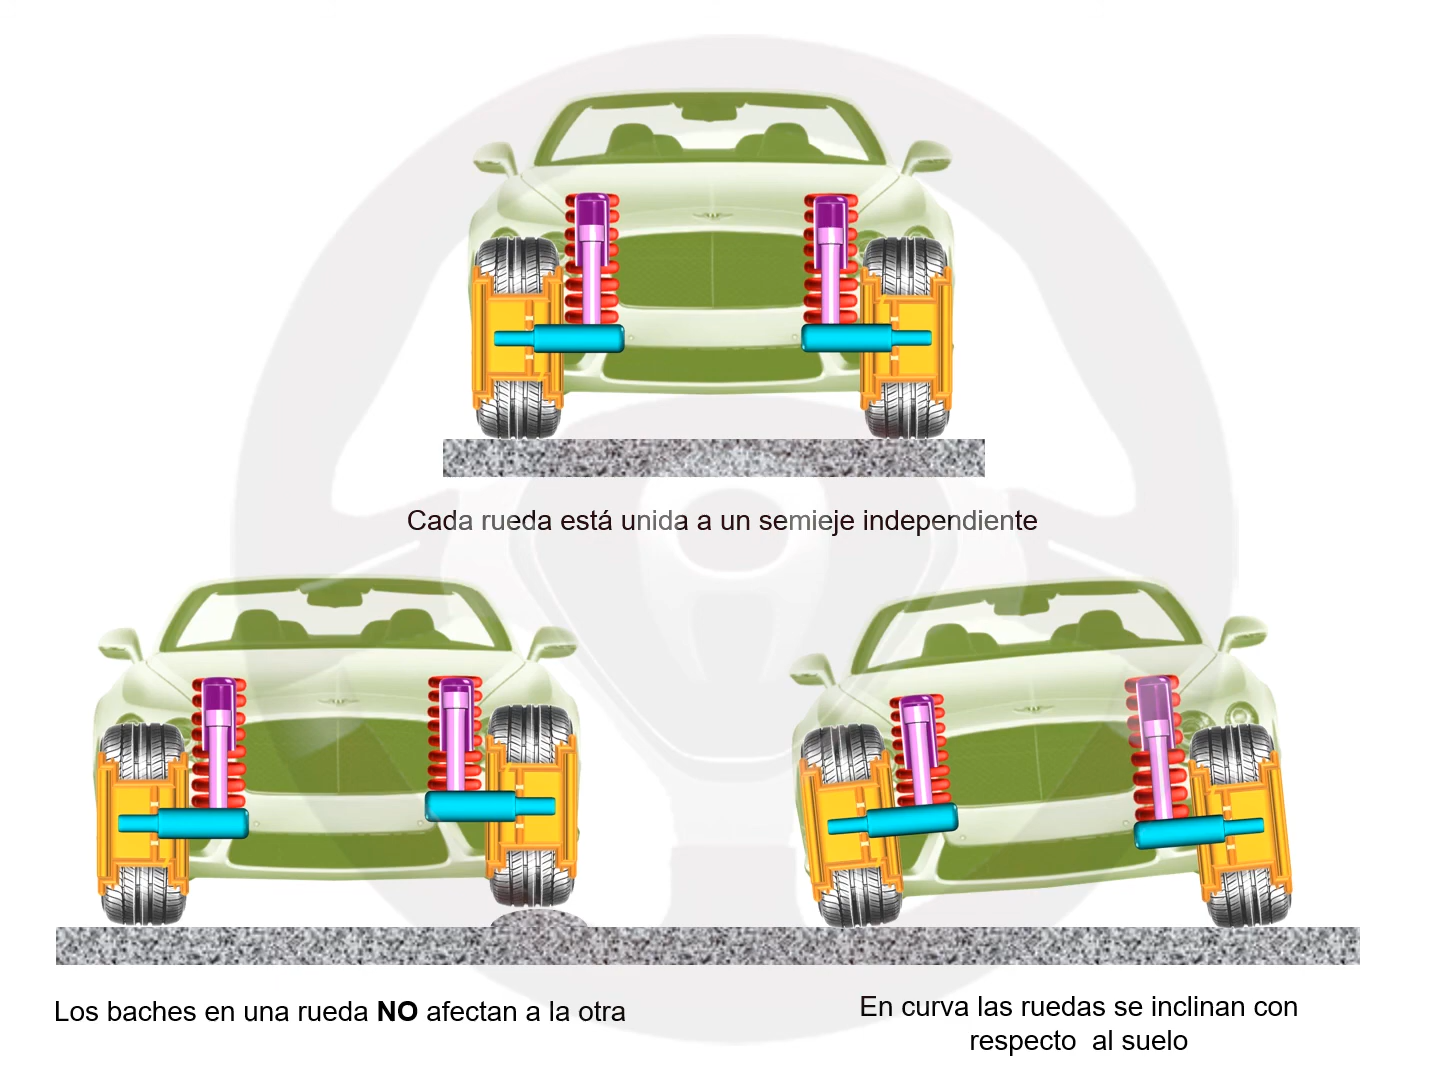 Cada rueda está unida a un semieje independiente
Los baches en una rueda NO afectan a la otra
En curva las ruedas se inclinan con
respecto al suelo